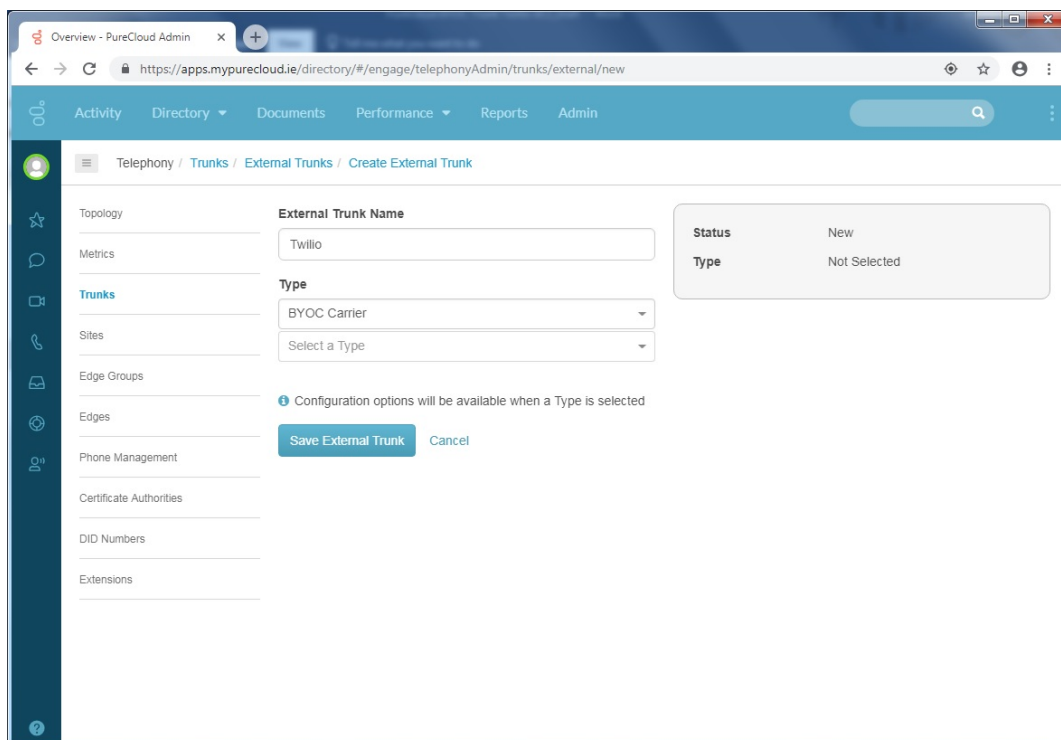 Overview - PureCloud Admin
https://apps.mypurecloud.ie/directory/#/engage/telephonyAdmin/trunks/external/new
Activity Directory Documents Performance Reports Admin
Telephony / Trunks / External Trunks / Create External Trunk
Topology
Metrics
Trunks
Sites
Edge Groups
Edges
Phone Management
Certificate Authorities
DID Numbers
Extensions
External Trunk Name
Twilio
Type
BYOC Carrier
Select a Type
Configuration options will be available when a Type is selected
Save External Trunk Cancel
Status New
Type Not Selected